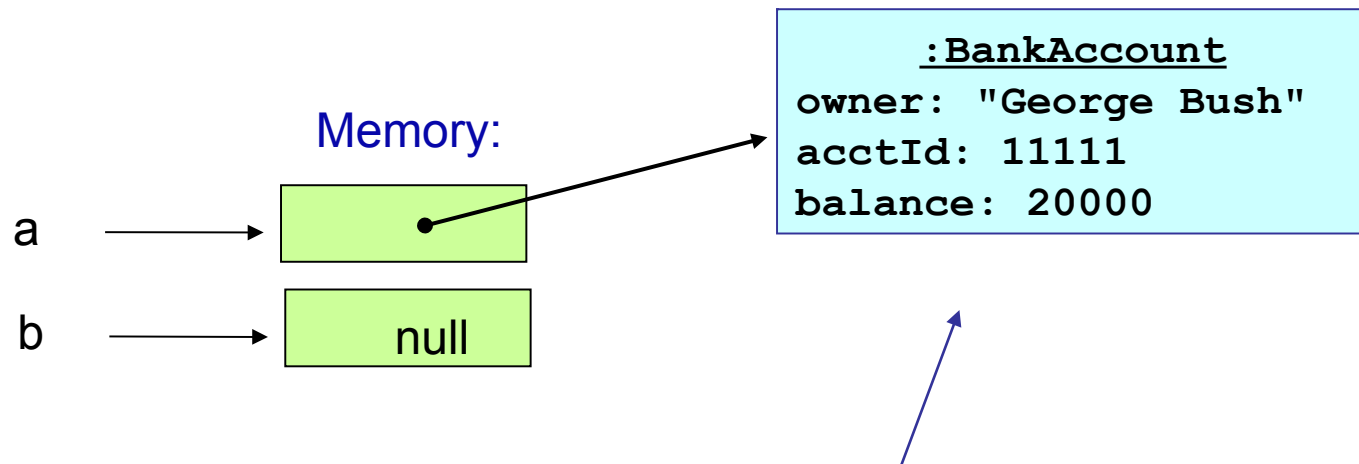 :BankAccount
owner: "George Bush"
acctId: 11111
balance: 20000
Memory:
a
b
null